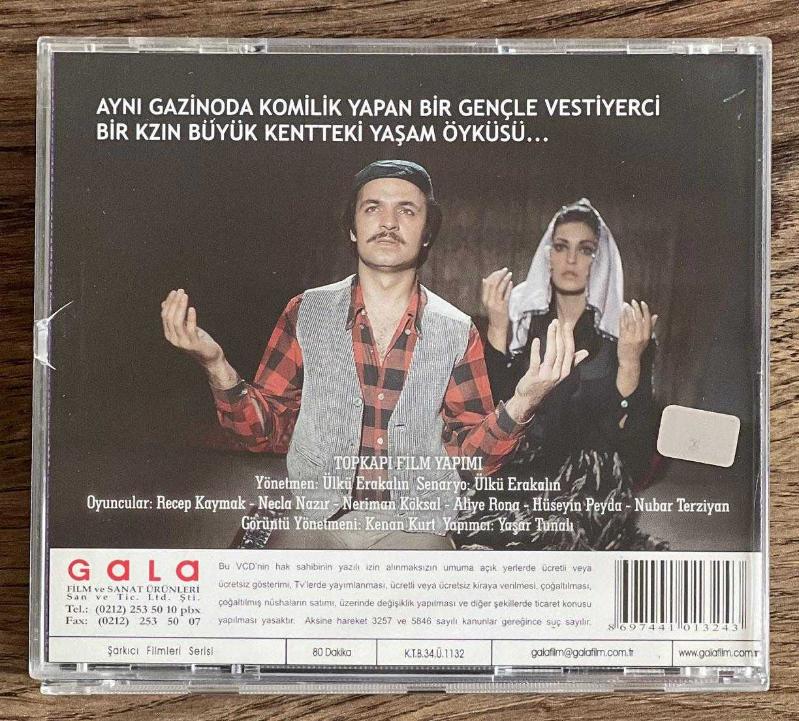 AYNI GAZİNODA KOMİLİK YAPAN BİR GENÇLE VESTİYERCİ
BİR KZIN BÜYÜK KENTTEKİ YAŞAM ÖYKÜSÜ...
TOPKAPI FİLM YAPIMI
Yönetmen: Ülkü Erakalın Senaryo: Ülkü Erakalın
Oyuncular: Recep Kaymak - Necla Nazır - Neriman Köksal - Aliye Rona - Hüseyin Peyda - Nubar Terziyan
Görüntü Yönetmeni: Kenan Kurt Yapımcı: Yaşar Tunalı
GaLa
FİLM ve SANAT ÜRÜNLERİ
San ve Tic. Ltd. Şti.
Tel.: (0212) 253 50 10 pbx
Fax: (0212) 253 50 07
Bu VCD'nin hak sahibinin yazılı izin alınmaksızın umuma açık yerlerde ücretli veya
ücretsiz gösterimi, Tv'lerde yayımlanması, ücretli veya ücretsiz kiraya verilmesi, çoğaltılması,
çoğaltılmış nüshaların satımı, üzerinde değişiklik yapılması ve diğer şekillerde ticaret konusu
yapılması yasaktır. Aksine hareket 3257 ve 5846 sayılı kanunlar gereğince suç sayılır.
8 697441 013243
Şarkıcı Filmleri Serisi
80 Dakika
K.T.B.34.Ü.1132
galafilm@galafilm.com.tr
www.galafilm.com.tr